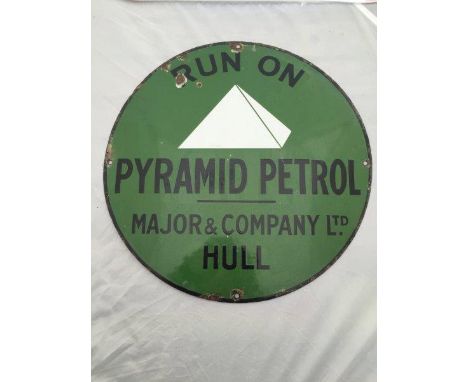 RUN ON
PYRAMID PETROL
MAJOR & COMPANY LTD.
HULL